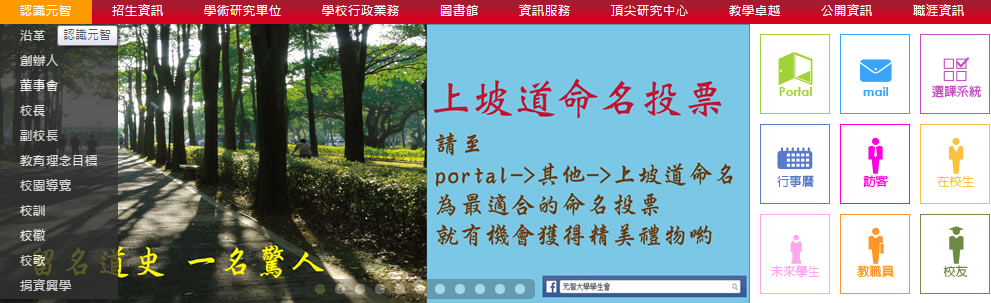 認識元智 招生資訊 學術研究單位 學校行政業務 圖書館 資訊服務 頂尖研究中心 教學卓越 公開資訊 職涯資訊
沿革
認識元智
創辦人
董事會
校長
副校長
教育理念目標
校園導覽
校訓
校徽
校歌
捐資興學
留名道史 一名驚人
上坡道命名投票
請至
portal->其他->上坡道命名
為最適合的命名投票
就有機會獲得精美禮物喲
元智大學學生會
Portal
mail
選課系統
行事曆
訪客
在校生
未來學生
教職員
校友